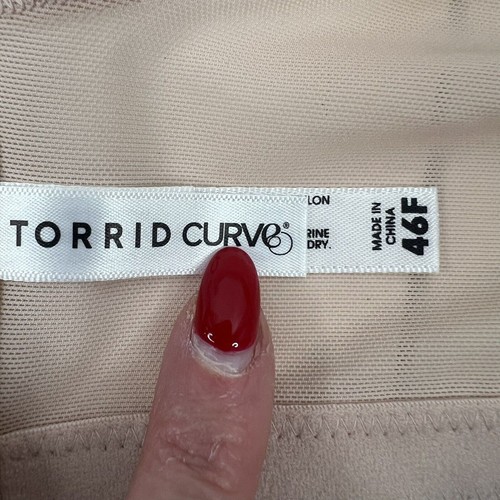 TORRID CURVE®
LON
RINE
DRY.
MADE IN
CHINA
46F